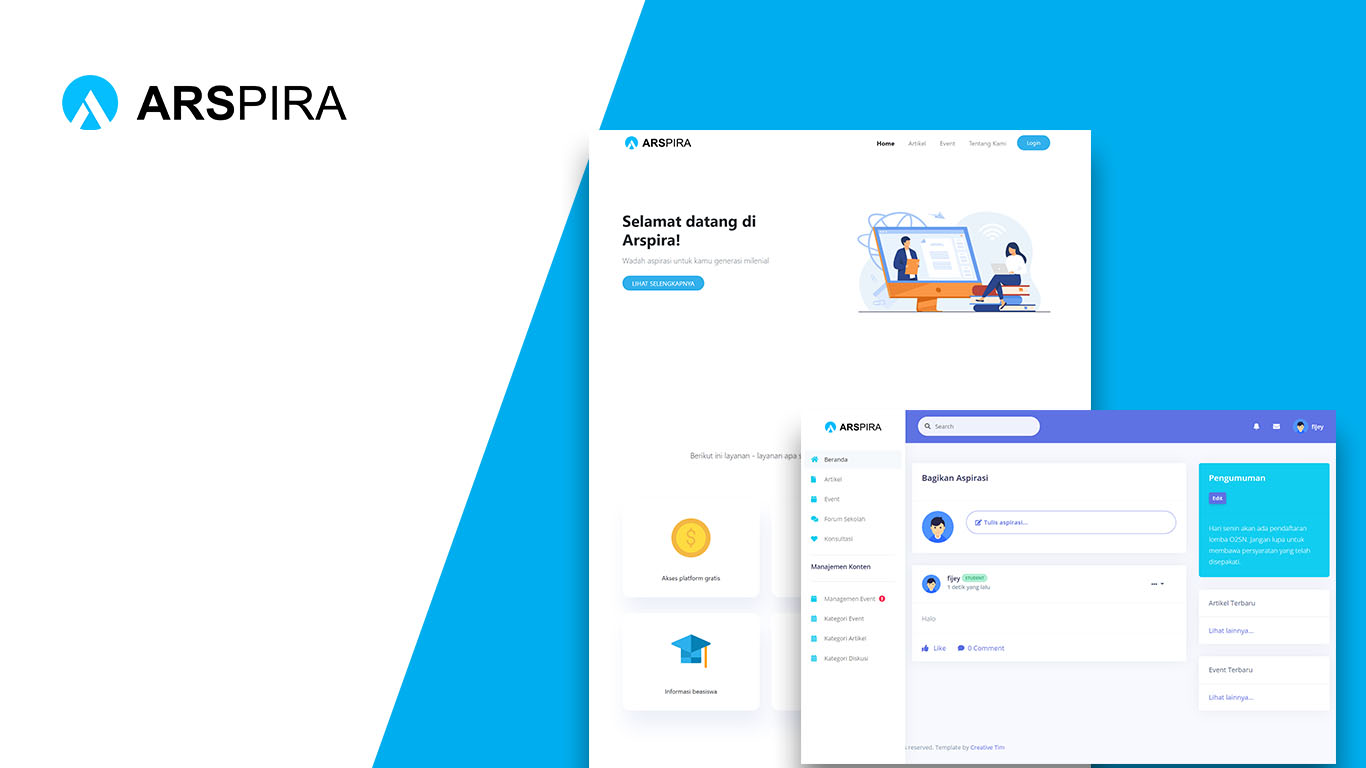 ARSPIRA
ARSPIRA
Home Artikel Event Tentang Kami Login
Selamat datang di
Arspira!
Wadah aspirasi untuk kamu generasi milenial
LIHAT SELENGKAPNYA
Berikut ini layanan - layanan apa
Akses platform gratis
Informasi beasiswa
ARSPIRA
Search
fijey
Beranda
Artikel
Event
Forum Sekolah
Konsultasi
Manajemen Konten
Managemen Event
Kategori Event
Kategori Artikel
Kategori Diskusi
Bagikan Aspirasi
Tulis aspirasi...
fijey STUDENT
1 detik yang lalu
Halo
Like 0 Comment
Pengumuman
Edit
Hari senin akan ada pendaftaran
lomba O2SN. Jangan lupa untuk
membawa persyaratan yang telah
disepakati.
Artikel Terbaru
Lihat lainnya...
Event Terbaru
Lihat lainnya...
reserved. Template by Creative Tim